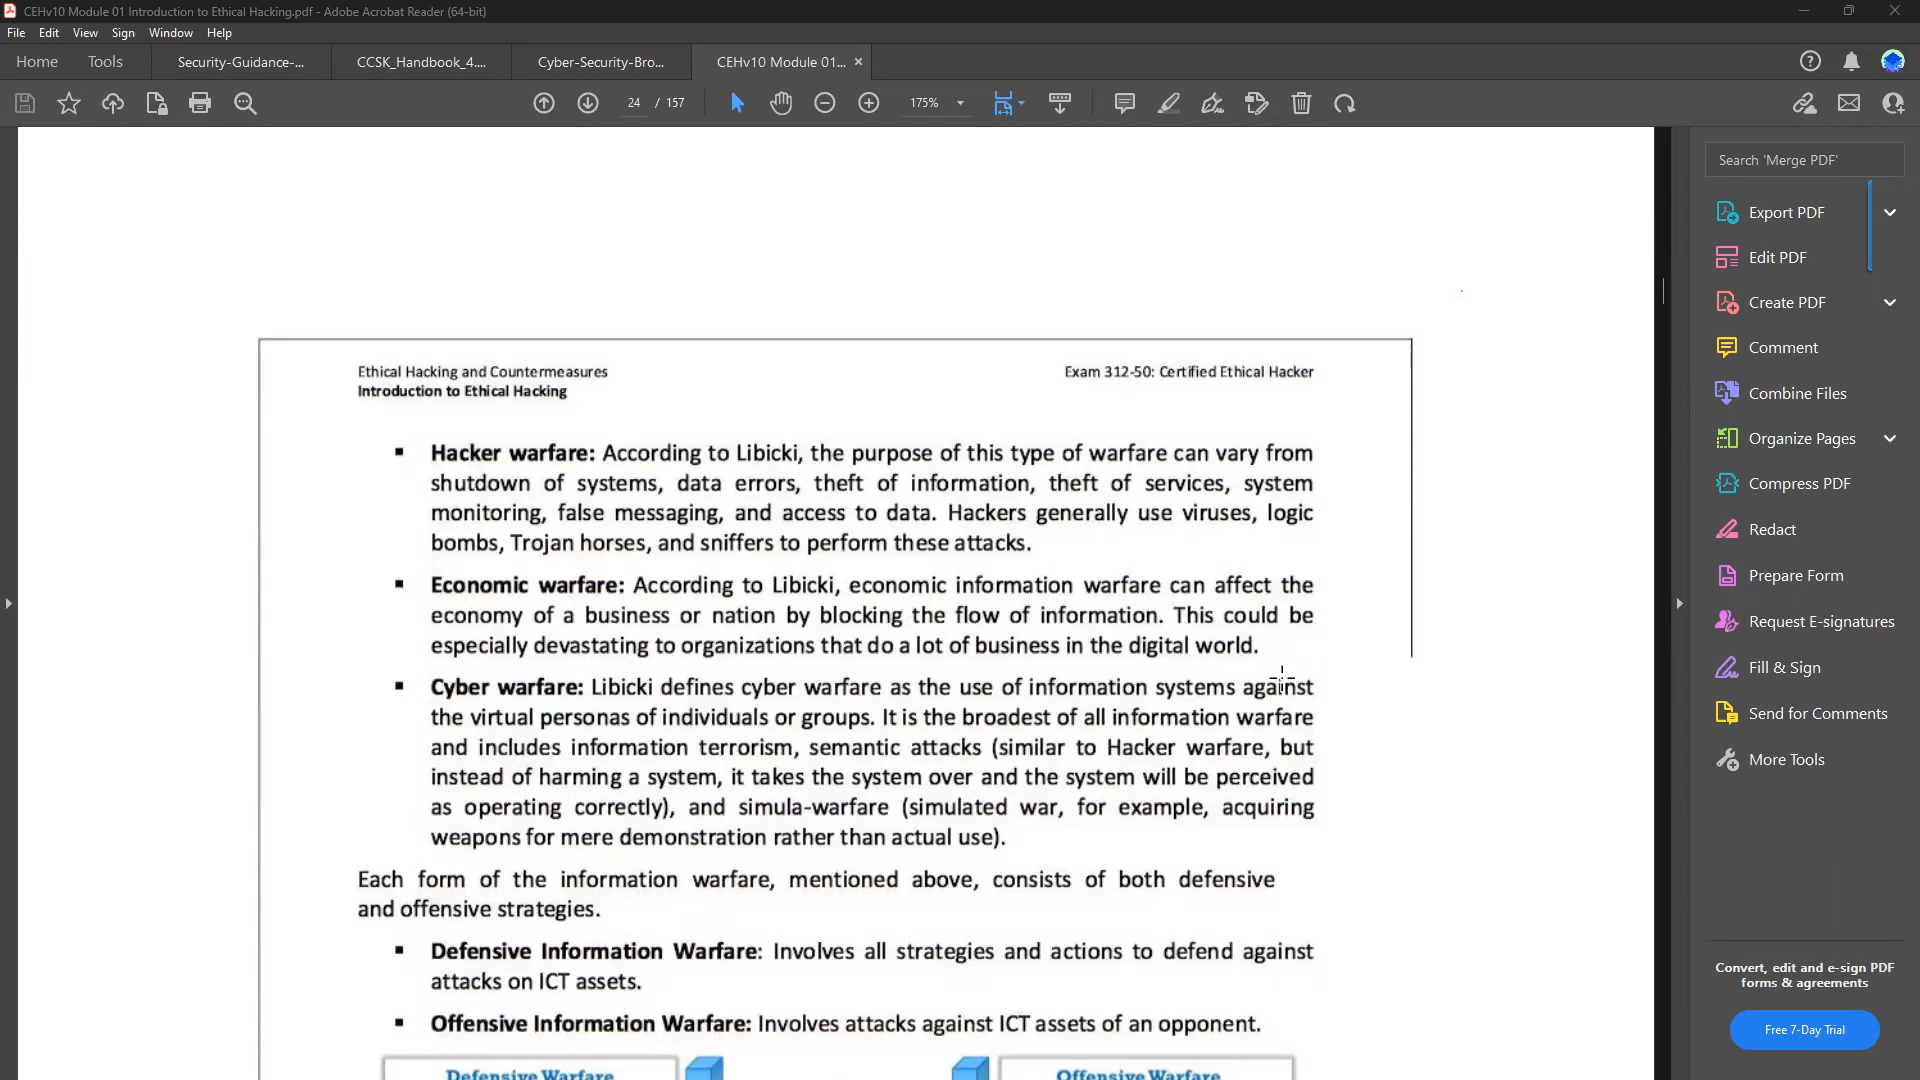 CEHv10 Module 01 Introduction to Ethical Hacking.pdf - Adobe Acrobat Reader (64-bit)
File Edit View Sign Window Help
Home Tools Security-Guidance-... CCSK_Handbook_4.... Cyber-Security-Bro... CEHv10 Module 01...
24 / 157 175%
Search 'Merge PDF'
Export PDF
Edit PDF
Create PDF
Comment
Combine Files
Organize Pages
Compress PDF
Redact
Prepare Form
Request E-signatures
Fill & Sign
Send for Comments
More Tools
Convert, edit and e-sign PDF
forms & agreements
Free 7-Day Trial
Ethical Hacking and Countermeasures Exam 312-50: Certified Ethical Hacker
Introduction to Ethical Hacking
▪ Hacker warfare: According to Libicki, the purpose of this type of warfare can vary from
shutdown of systems, data errors, theft of information, theft of services, system
monitoring, false messaging, and access to data. Hackers generally use viruses, logic
bombs, Trojan horses, and sniffers to perform these attacks.
▪ Economic warfare: According to Libicki, economic information warfare can affect the
economy of a business or nation by blocking the flow of information. This could be
especially devastating to organizations that do a lot of business in the digital world.
▪ Cyber warfare: Libicki defines cyber warfare as the use of information systems against
the virtual personas of individuals or groups. It is the broadest of all information warfare
and includes information terrorism, semantic attacks (similar to Hacker warfare, but
instead of harming a system, it takes the system over and the system will be perceived
as operating correctly), and simula-warfare (simulated war, for example, acquiring
weapons for mere demonstration rather than actual use).
Each form of the information warfare, mentioned above, consists of both defensive
and offensive strategies.
▪ Defensive Information Warfare: Involves all strategies and actions to defend against
attacks on ICT assets.
▪ Offensive Information Warfare: Involves attacks against ICT assets of an opponent.
Defensive Warfare Offensive Warfare